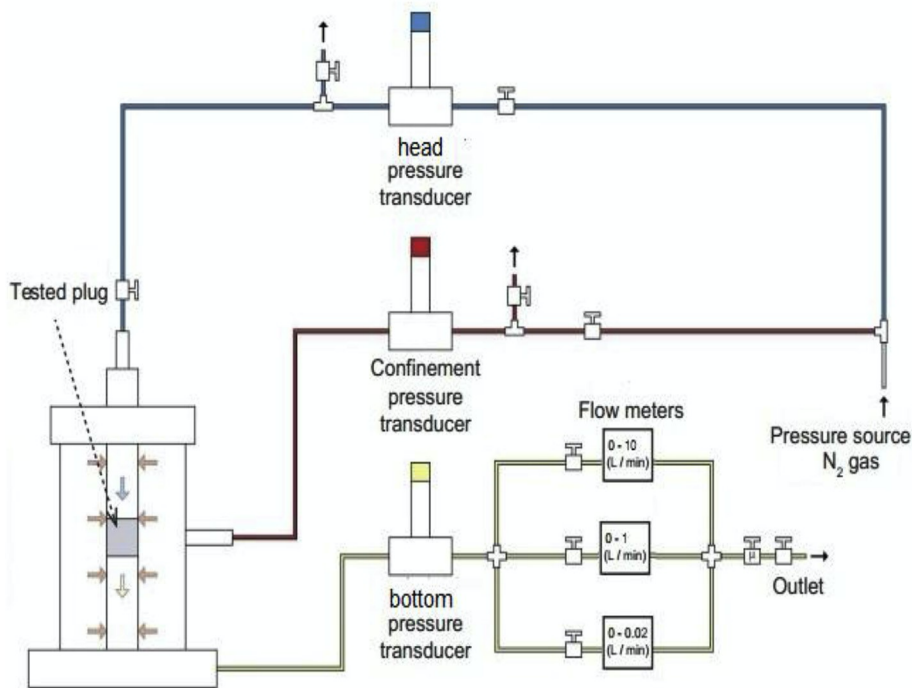 head
pressure
transducer
Tested plug
Confinement
pressure
transducer
Flow meters
Pressure source
N₂ gas
0 - 10
(L / min)
0 - 1
(L / min)
μ
Outlet
bottom
pressure
transducer
0 - 0.02
(L / min)